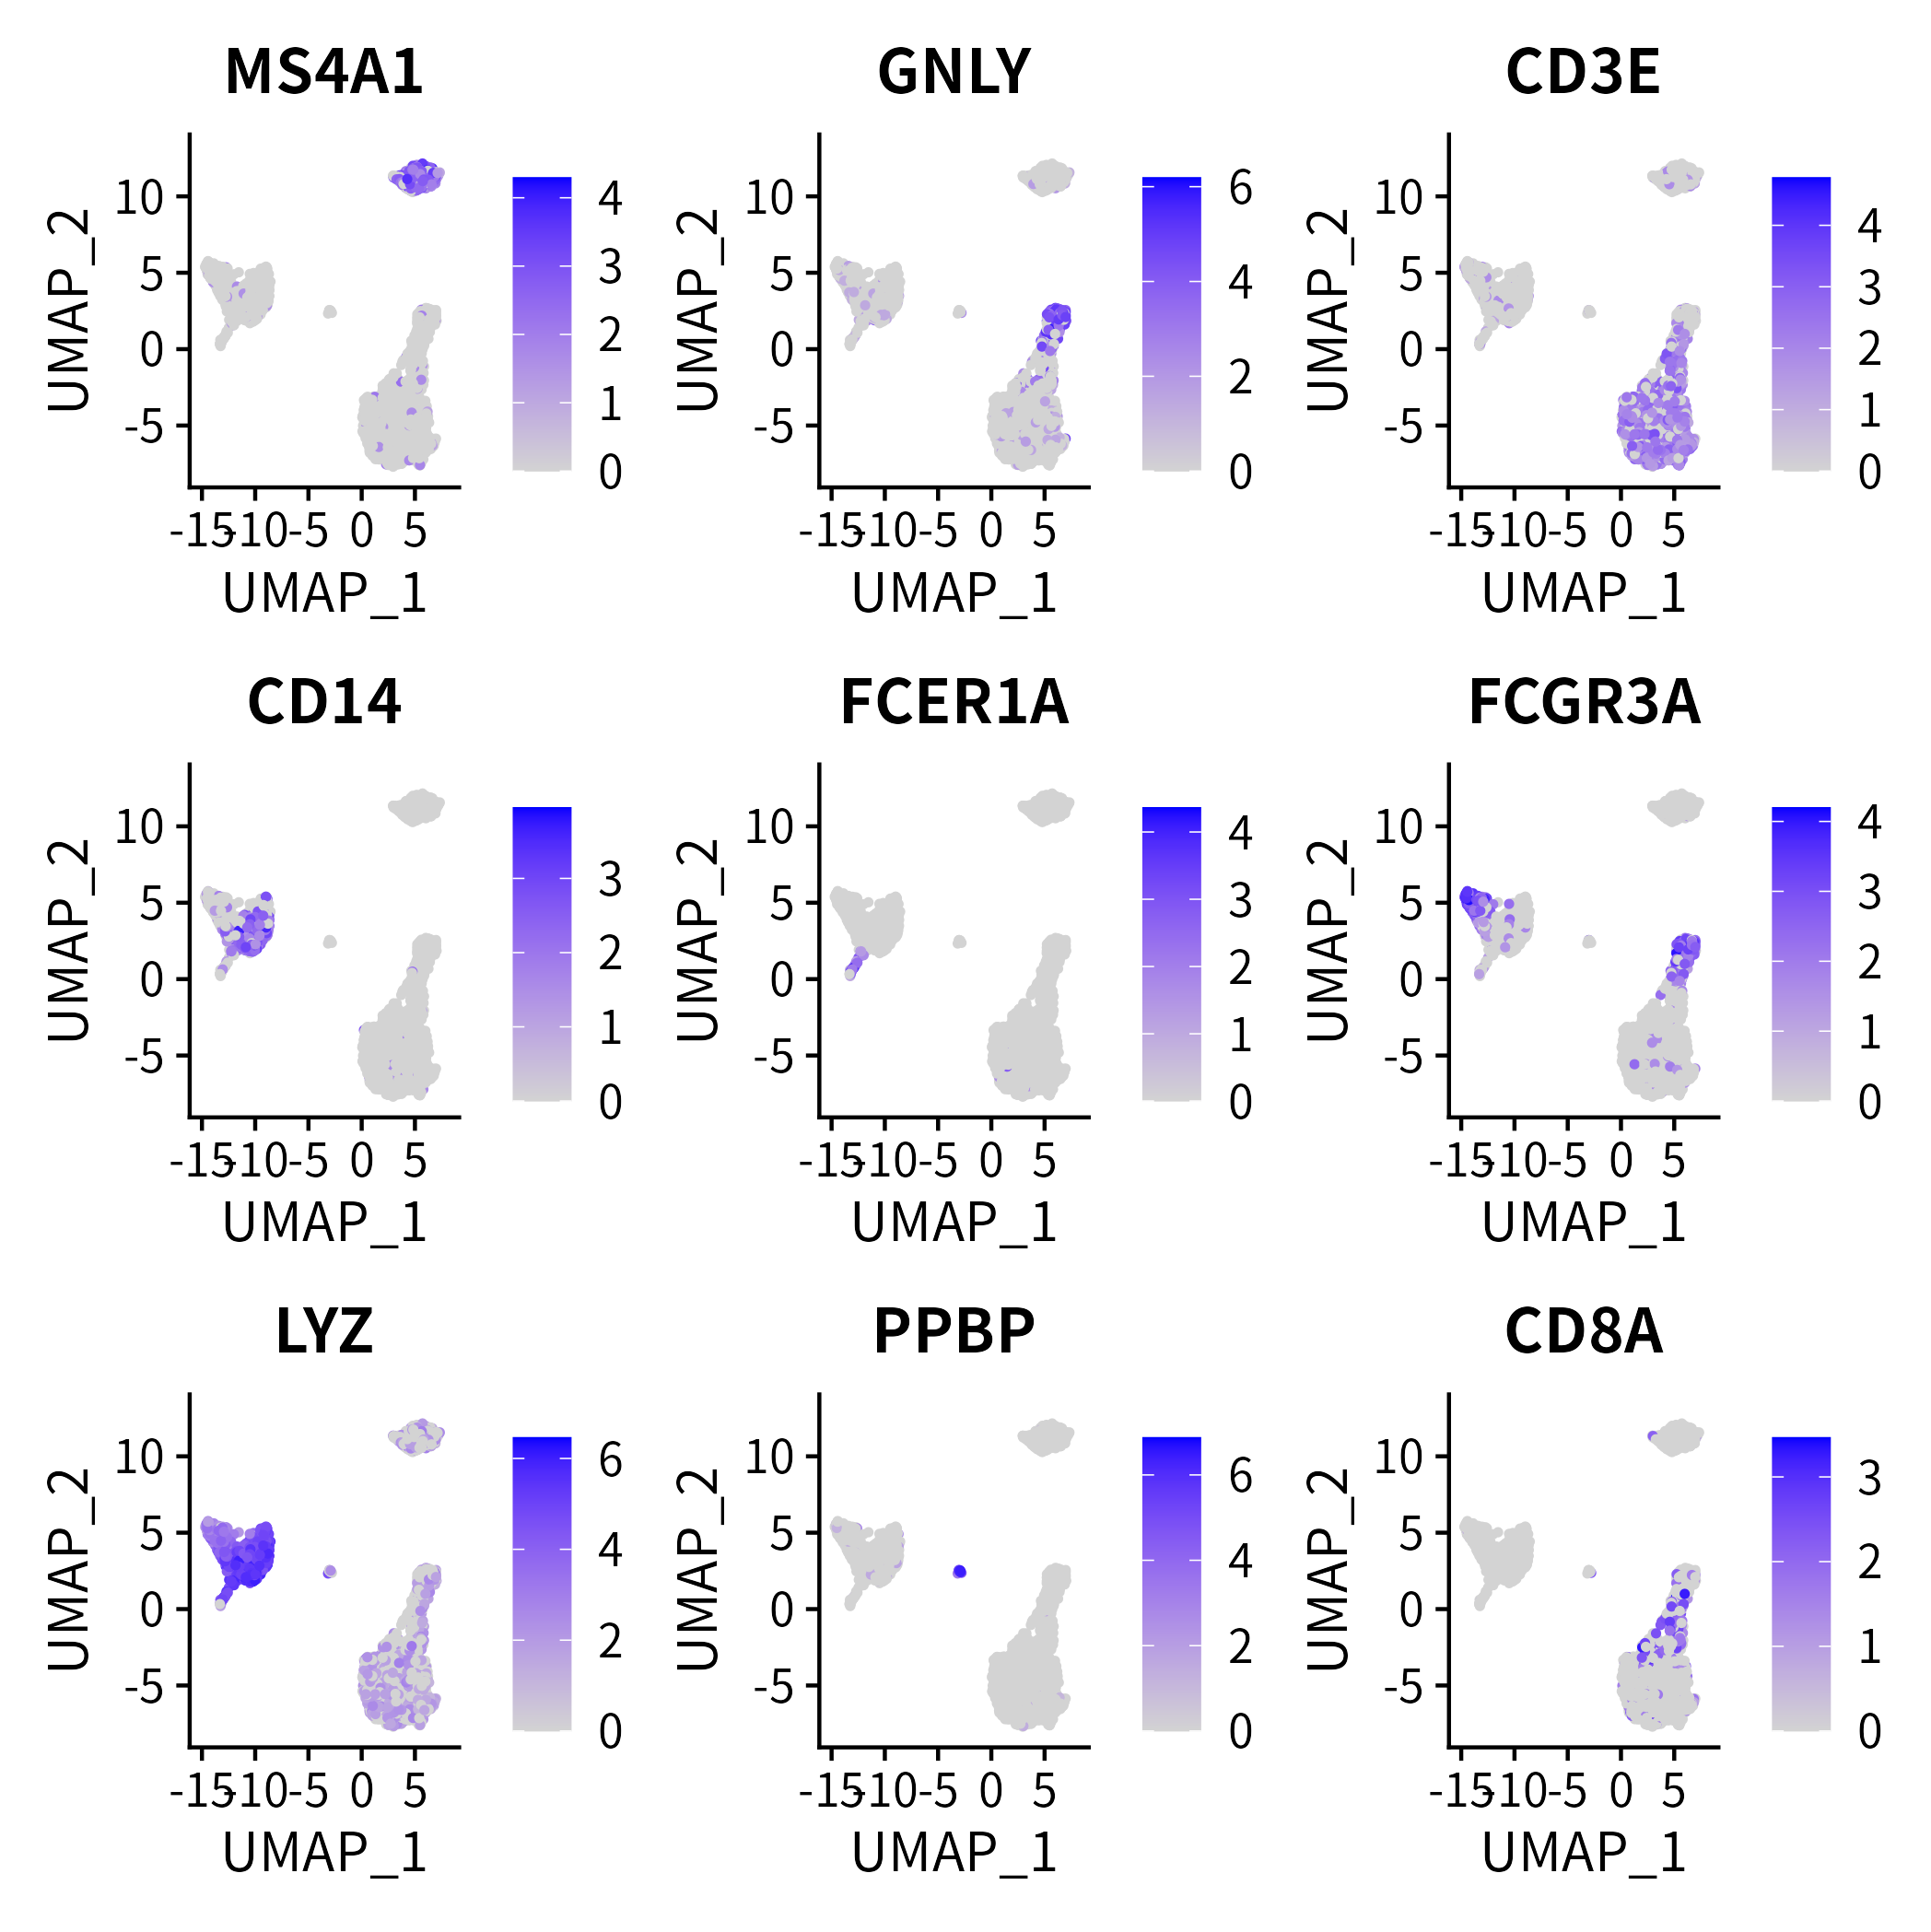 MS4A1 GNLY CD3E
UMAP_2 10 5 0 -5 4 3 2 1 0 UMAP_2 10 5 0 -5 6 4 2 0 UMAP_2 10 5 0 -5 4 3 2 1 0
-15 -10 -5 0 5 -15 -10 -5 0 5 -15 -10 -5 0 5
UMAP_1 UMAP_1 UMAP_1
CD14 FCER1A FCGR3A
UMAP_2 10 5 0 -5 3 2 1 0 UMAP_2 10 5 0 -5 4 3 2 1 0 UMAP_2 10 5 0 -5 4 3 2 1 0
-15 -10 -5 0 5 -15 -10 -5 0 5 -15 -10 -5 0 5
UMAP_1 UMAP_1 UMAP_1
LYZ PPBP CD8A
UMAP_2 10 5 0 -5 6 4 2 0 UMAP_2 10 5 0 -5 6 4 2 0 UMAP_2 10 5 0 -5 3 2 1 0
-15 -10 -5 0 5 -15 -10 -5 0 5 -15 -10 -5 0 5
UMAP_1 UMAP_1 UMAP_1